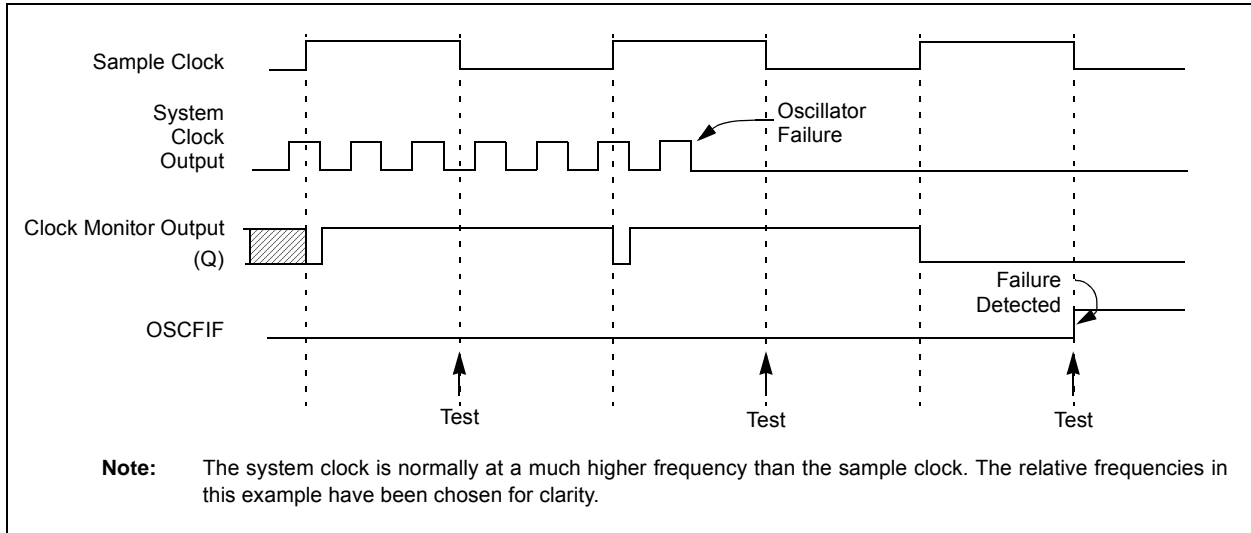 Sample Clock
System
Clock
Output
Oscillator
Failure
Clock Monitor Output
(Q)
Failure
Detected
OSCFIF
Test
Test
Test
Note: The system clock is normally at a much higher frequency than the sample clock. The relative frequencies in
this example have been chosen for clarity.